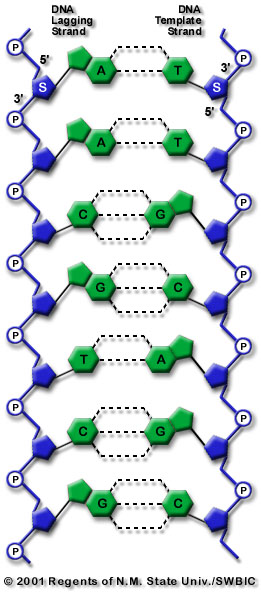 DNA
Lagging
Strand
DNA
Template
Strand
P
P
5'
3'
S A T S
3'
5'
P
P
A T
P
P
C G
P
P
G C
P
P
T A
P
P
C G
P
P
G C
P
© 2001 Regents of N.M. State Univ./SWBIC